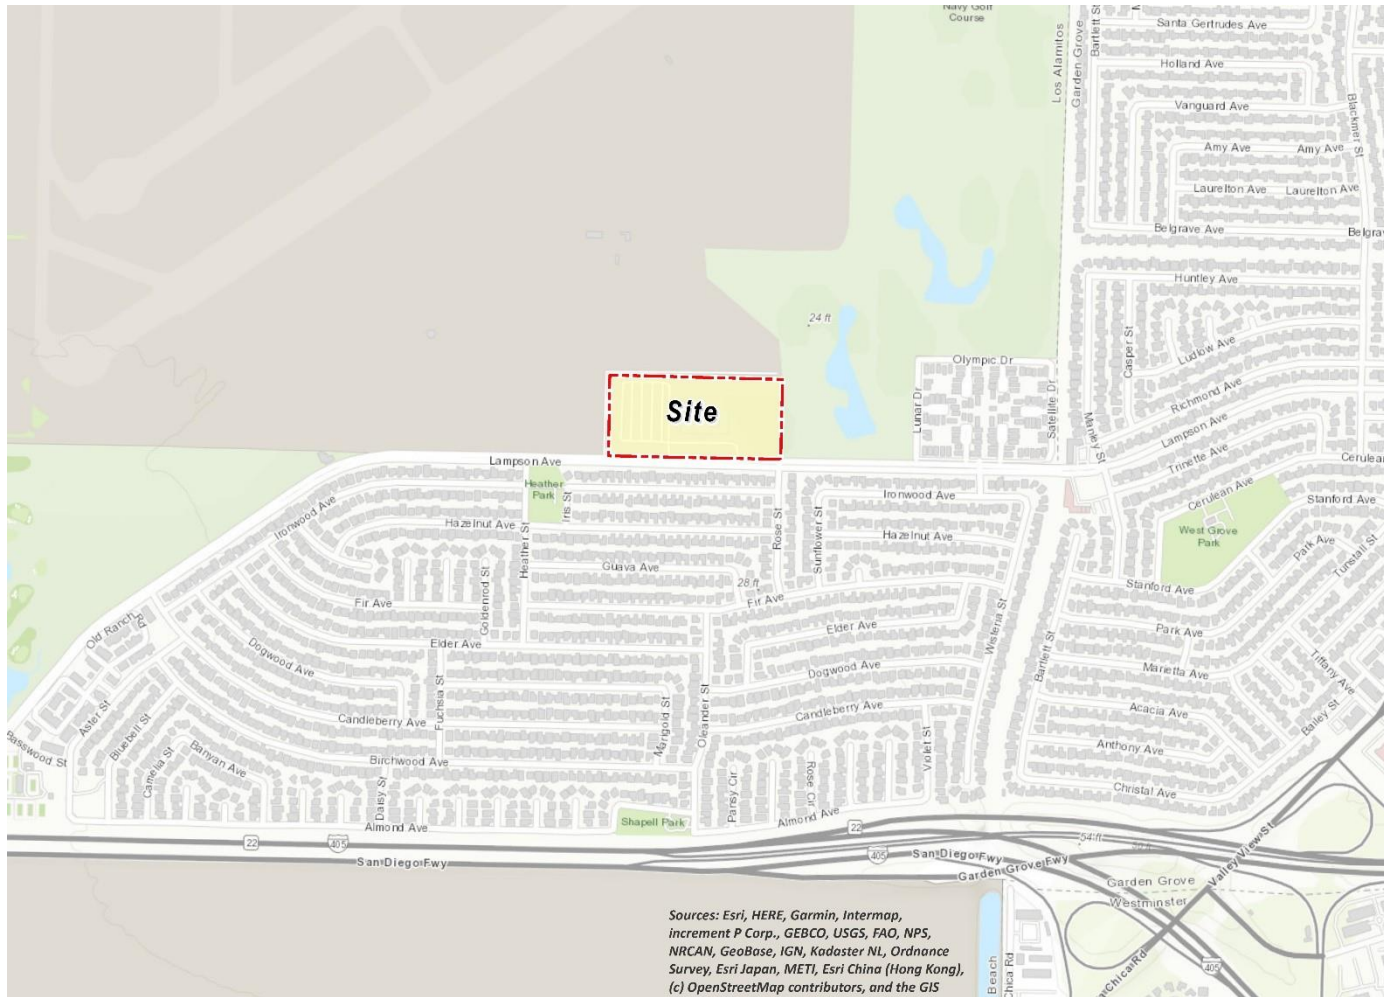 Navy Golf
Course
Los Alamitos
Garden Grove
Bartlett St
Santa Gertrudes Ave
Holland Ave
Vanguard Ave
Blackmer St
Amy Ave
Amy Ave
Laurelton Ave
Laurelton Ave
Belgrave Ave
Belgra
Huntley Ave
Casper St
Ludlow Ave
24 ft
Olympic Dr
Lunar Dr
Satellite Dr
Manley St
Richmond Ave
Lampson Ave
Trinette Ave
Cerulean
Cerulean Ave
Stanford Ave
Site
Lampson Ave
Heather
Park
Iris St
Ironwood Ave
Hazelnut Ave
Heather St
Guava Ave
Rose St
Sunflower St
Ironwood Ave
Hazelnut Ave
West Grove
Park
Park Ave
Tunstall St
28 ft
Fir Ave
Goldenrod St
Fir Ave
Stanford Ave
Old Ranch
Rd
Elder Ave
Elder Ave
Wisteria St
Bartlett St
Park Ave
Marietta Ave
Tiffany Ave
Dogwood Ave
Dogwood Ave
Fuchsia St
Candleberry Ave
Marigold St
Oleander St
Candleberry Ave
Acacia Ave
Bailey St
Aster St
Bluebell St
Basswood St
Camelia St
Banyan Ave
Birchwood Ave
Daisy St
Pansy Cir
Rose Cir
Violet St
Anthony Ave
Christal Ave
Almond Ave
Shapell Park
Almond Ave
22
405
San Diego Fwy
22
405
San Diego Fwy
Garden Grove Fwy
54 ft
Valley View St
Garden Grove
Westminster
Beach
Chica Rd
a Chica Rd
405
Sources: Esri, HERE, Garmin, Intermap,
increment P Corp., GEBCO, USGS, FAO, NPS,
NRCAN, GeoBase, IGN, Kadaster NL, Ordnance
Survey, Esri Japan, METI, Esri China (Hong Kong),
(c) OpenStreetMap contributors, and the GIS